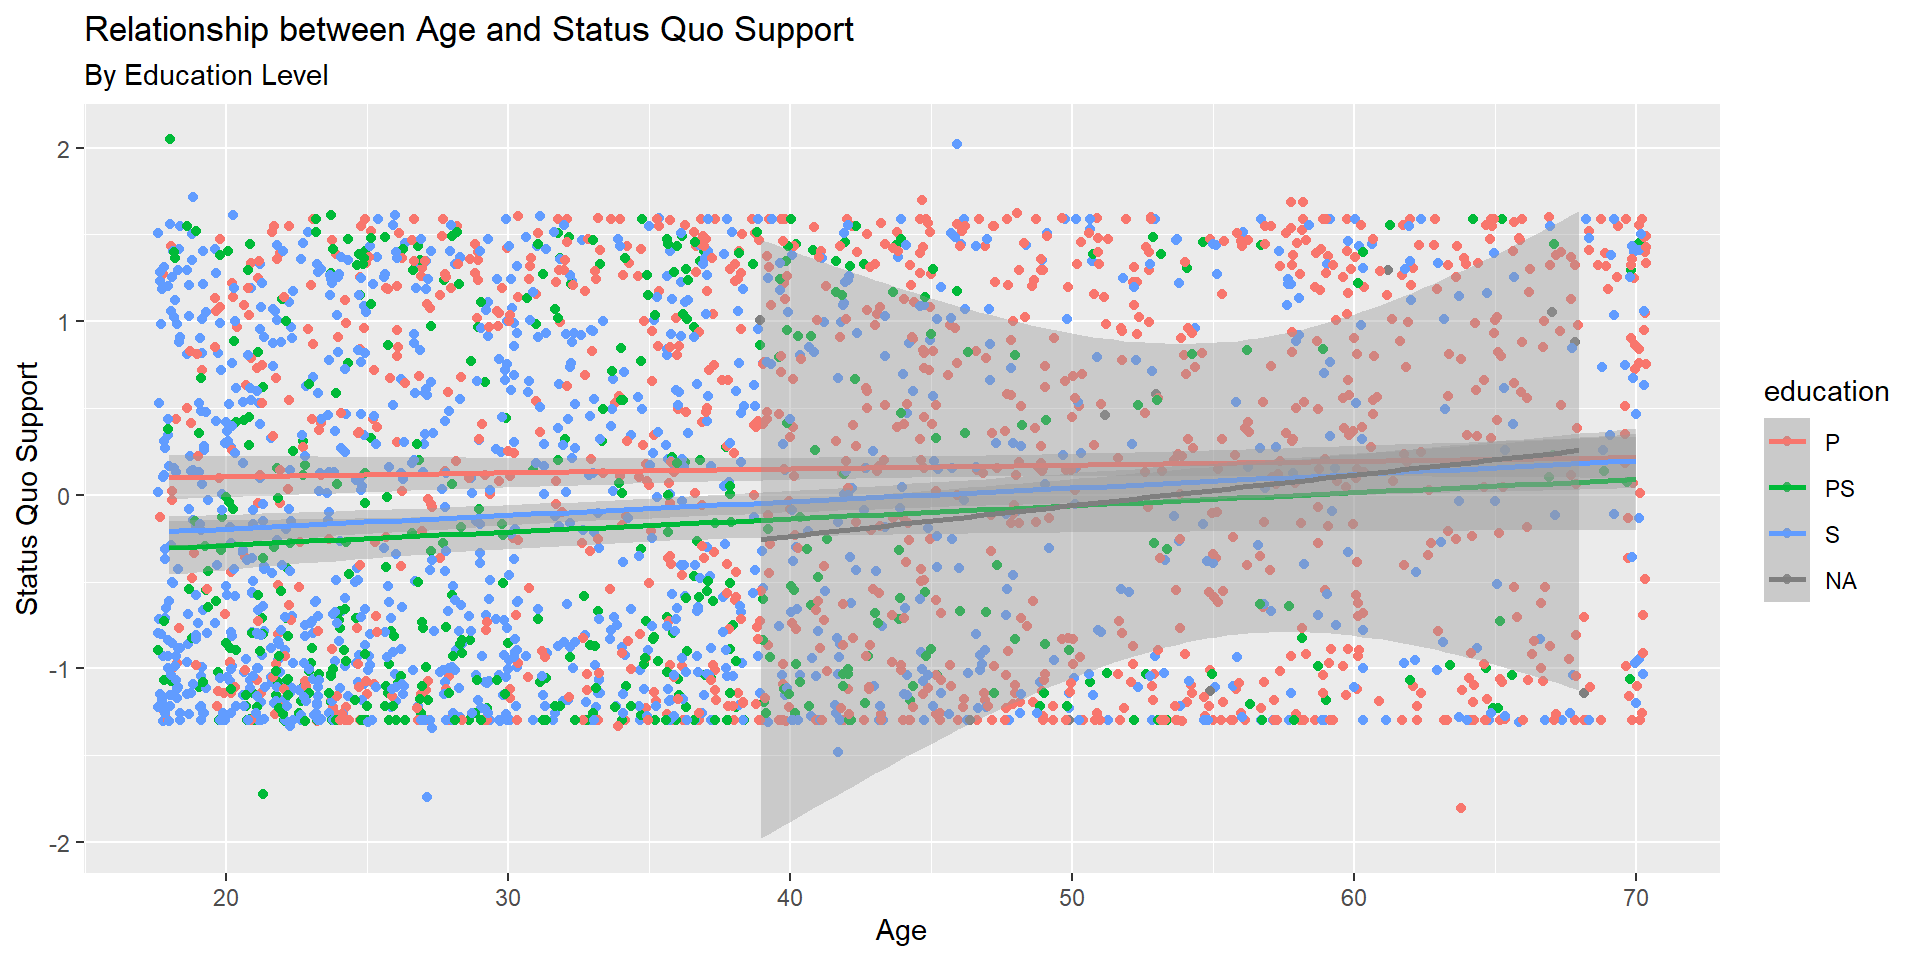 Relationship between Age and Status Quo Support
By Education Level
Status Quo Support
2
1
0
-1
-2
20 30 40 50 60 70
Age
education
P
PS
S
NA